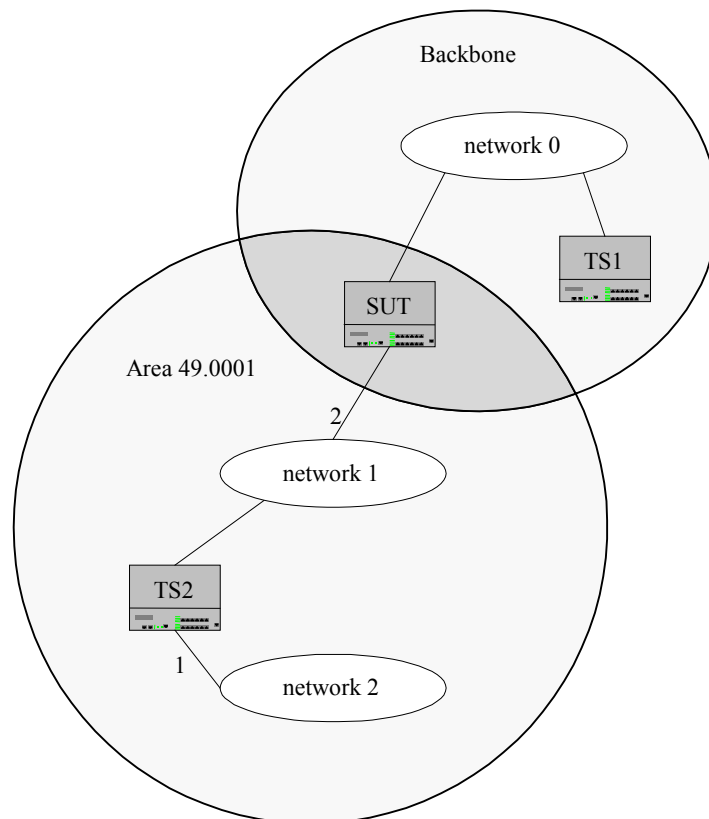 Backbone
network 0
TS1
SUT
Area 49.0001
2
network 1
TS2
1
network 2